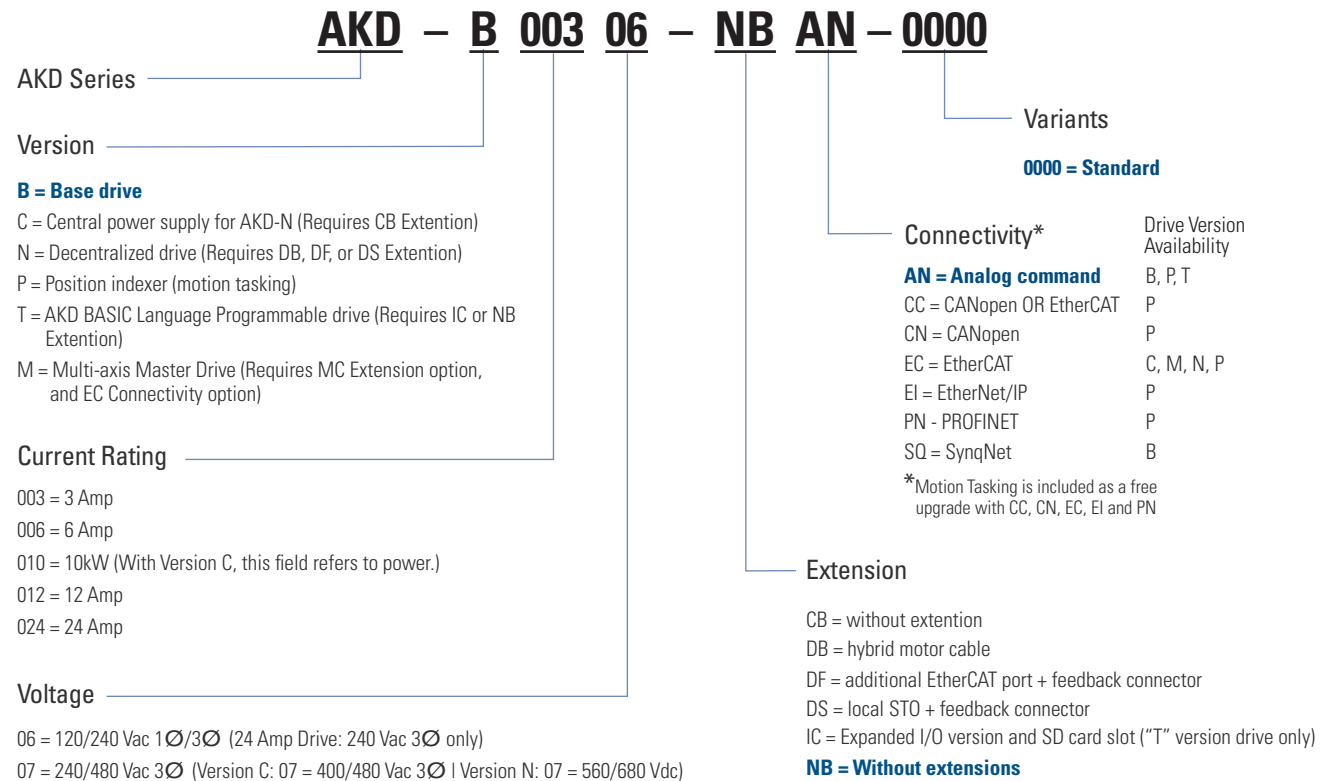 AKD – B 003 06 – NB AN – 0000
AKD Series
Version
B = Base drive
C = Central power supply for AKD-N (Requires CB Extention)
N = Decentralized drive (Requires DB, DF, or DS Extention)
P = Position indexer (motion tasking)
T = AKD BASIC Language Programmable drive (Requires IC or NB
Extention)
M = Multi-axis Master Drive (Requires MC Extension option,
and EC Connectivity option)
Current Rating
003 = 3 Amp
006 = 6 Amp
010 = 10kW (With Version C, this field refers to power.)
012 = 12 Amp
024 = 24 Amp
Voltage
06 = 120/240 Vac 1Ø/3Ø (24 Amp Drive: 240 Vac 3Ø only)
07 = 240/480 Vac 3Ø (Version C: 07 = 400/480 Vac 3Ø | Version N: 07 = 560/680 Vdc)
Variants
0000 = Standard
Connectivity* Drive Version
Availability
AN = Analog command B, P, T
CC = CANopen OR EtherCAT P
CN = CANopen P
EC = EtherCAT C, M, N, P
EI = EtherNet/IP P
PN - PROFINET P
SQ = SynqNet B
*Motion Tasking is included as a free
upgrade with CC, CN, EC, EI and PN
Extension
CB = without extention
DB = hybrid motor cable
DF = additional EtherCAT port + feedback connector
DS = local STO + feedback connector
IC = Expanded I/O version and SD card slot (“T” version drive only)
NB = Without extensions